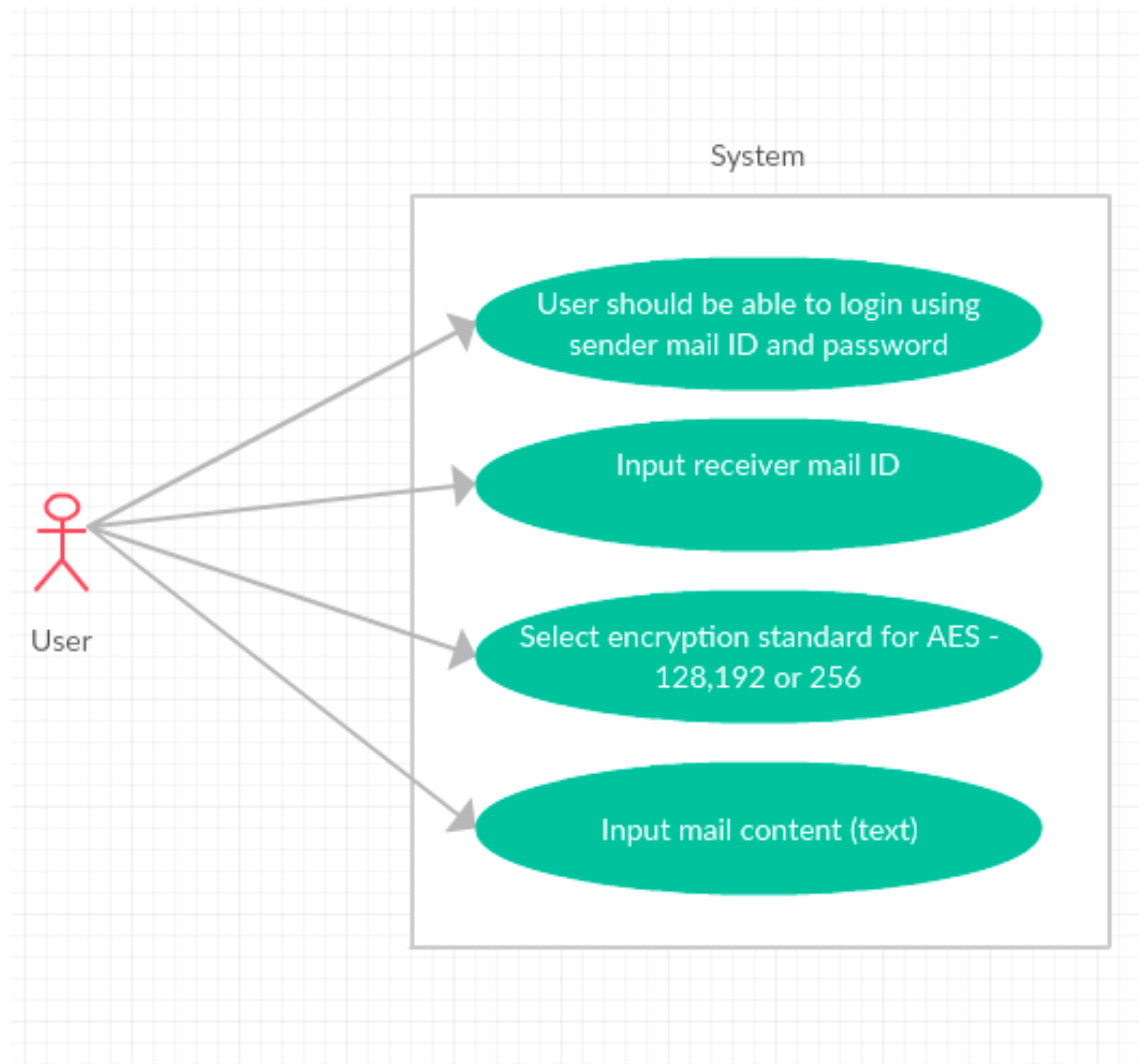 System
User should be able to login using
sender mail ID and password
Input receiver mail ID
Select encryption standard for AES -
128,192 or 256
User
Input mail content (text)